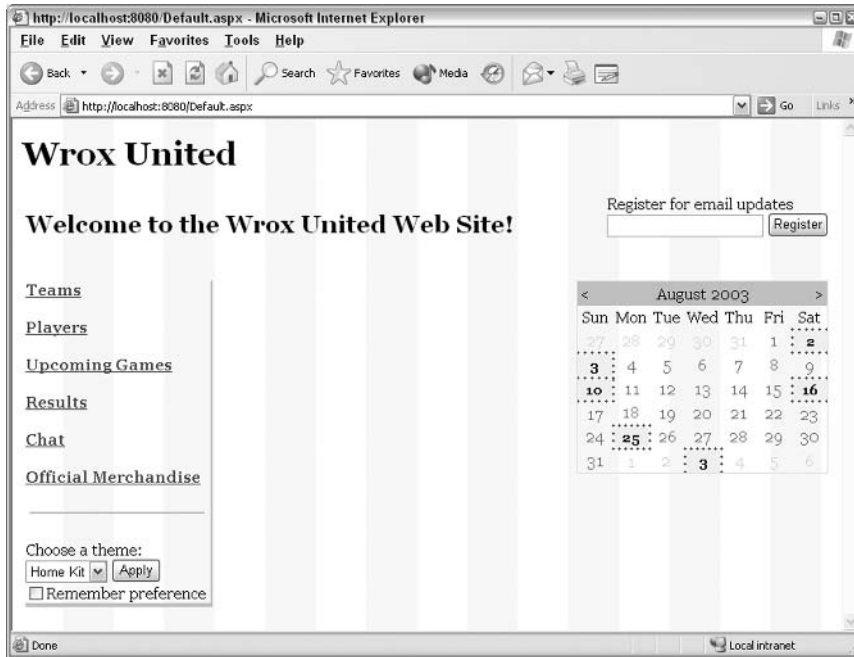 http://localhost:8080/Default.aspx - Microsoft Internet Explorer
File Edit View Favorites Tools Help
Back Search Favorites Media
Address http://localhost:8080/Default.aspx Go Links
Wrox United
Welcome to the Wrox United Web Site!
Register for email updates
Register
Teams
Players
Upcoming Games
Results
Chat
Official Merchandise
Choose a theme:
Home Kit Apply
Remember preference
< August 2003 >
Sun Mon Tue Wed Thu Fri Sat
27 28 29 30 31 1 2
3 4 5 6 7 8 9
10 11 12 13 14 15 16
17 18 19 20 21 22 23
24 25 26 27 28 29 30
31 1 2 3 4 5 6
Done Local intranet